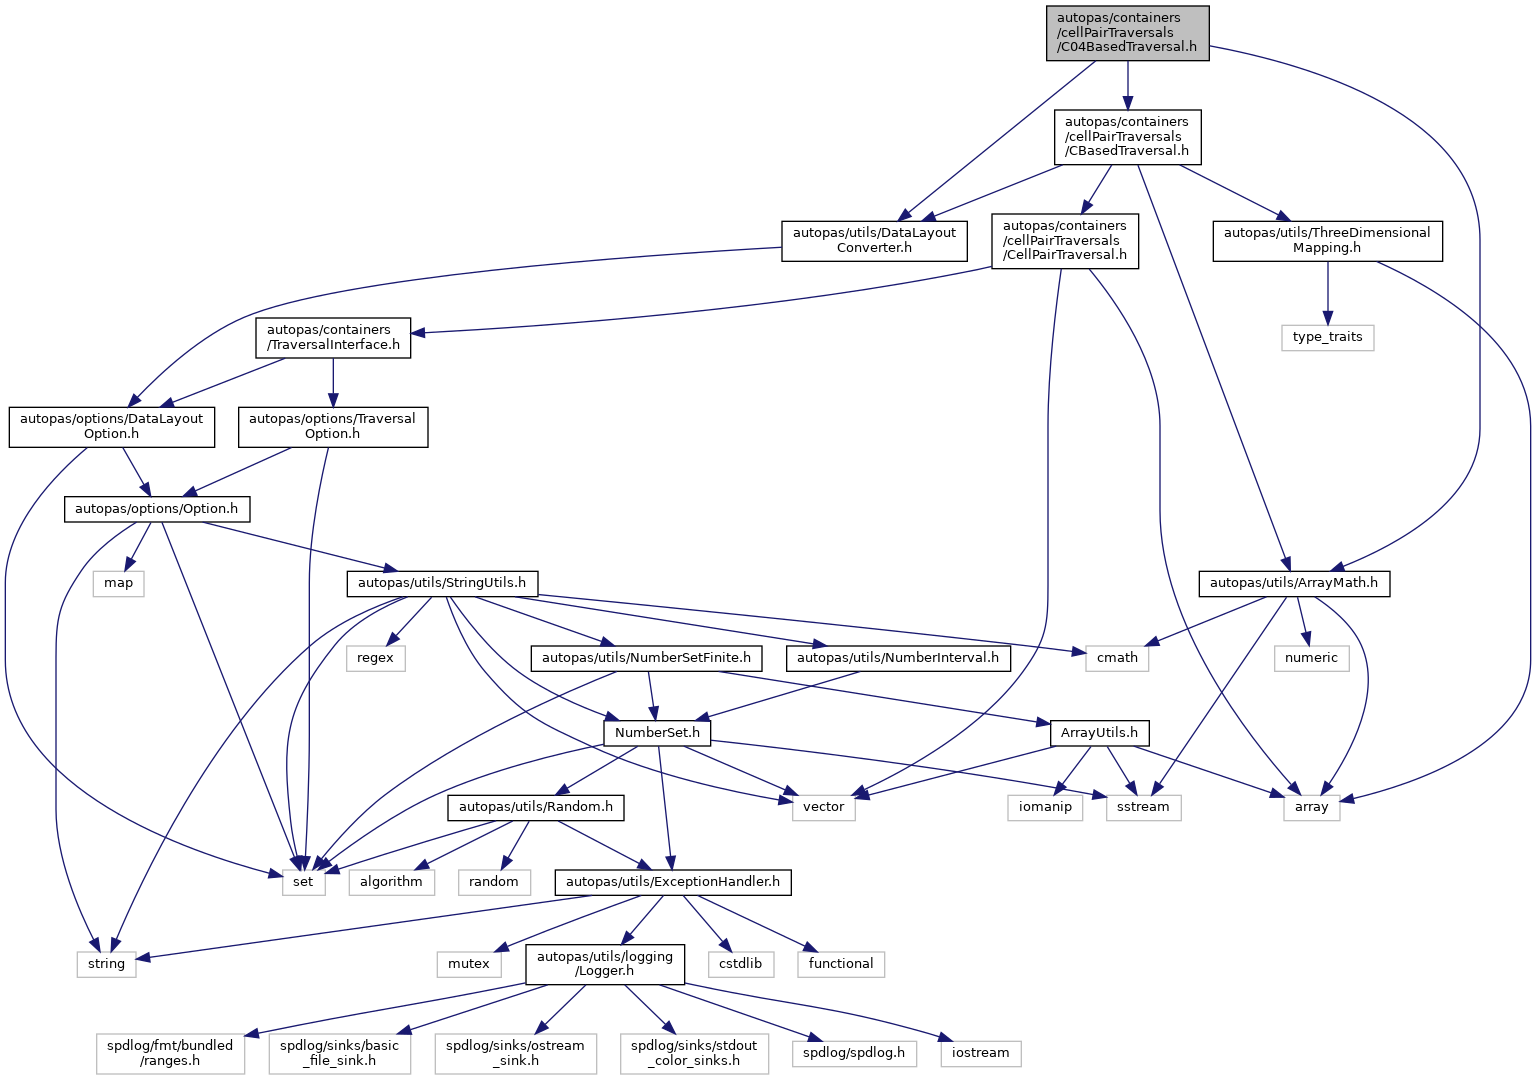 autopas/containers
/cellPairTraversals
/C04BasedTraversal.h
autopas/containers
/cellPairTraversals
/CBasedTraversal.h
autopas/utils/DataLayout
Converter.h
autopas/containers
/cellPairTraversals
/CellPairTraversal.h
autopas/utils/ThreeDimensional
Mapping.h
autopas/containers
/TraversalInterface.h
type_traits
autopas/options/DataLayout
Option.h
autopas/options/Traversal
Option.h
autopas/options/Option.h
map
autopas/utils/StringUtils.h
autopas/utils/ArrayMath.h
regex
autopas/utils/NumberSetFinite.h
autopas/utils/NumberInterval.h
cmath
numeric
NumberSet.h
ArrayUtils.h
autopas/utils/Random.h
vector
iomanip
sstream
array
set
algorithm
random
autopas/utils/ExceptionHandler.h
string
mutex
autopas/utils/logging
/Logger.h
cstdlib
functional
spdlog/fmt/bundled
/ranges.h
spdlog/sinks/basic
_file_sink.h
spdlog/sinks/ostream
_sink.h
spdlog/sinks/stdout
_color_sinks.h
spdlog/spdlog.h
iostream